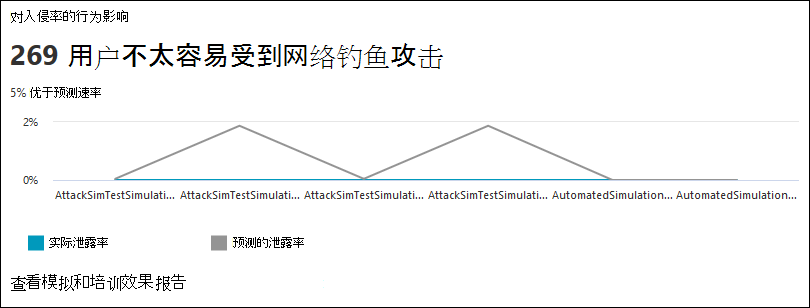 对入侵率的行为影响
269 用户不太容易受到网络钓鱼攻击
5% 优于预测速率
2%
0%
AttackSimTestSimulati... AttackSimTestSimulati... AttackSimTestSimulati... AttackSimTestSimulati... AutomatedSimulation... AutomatedSimulation...
实际泄露率 预测的泄露率
查看模拟和培训效果报告